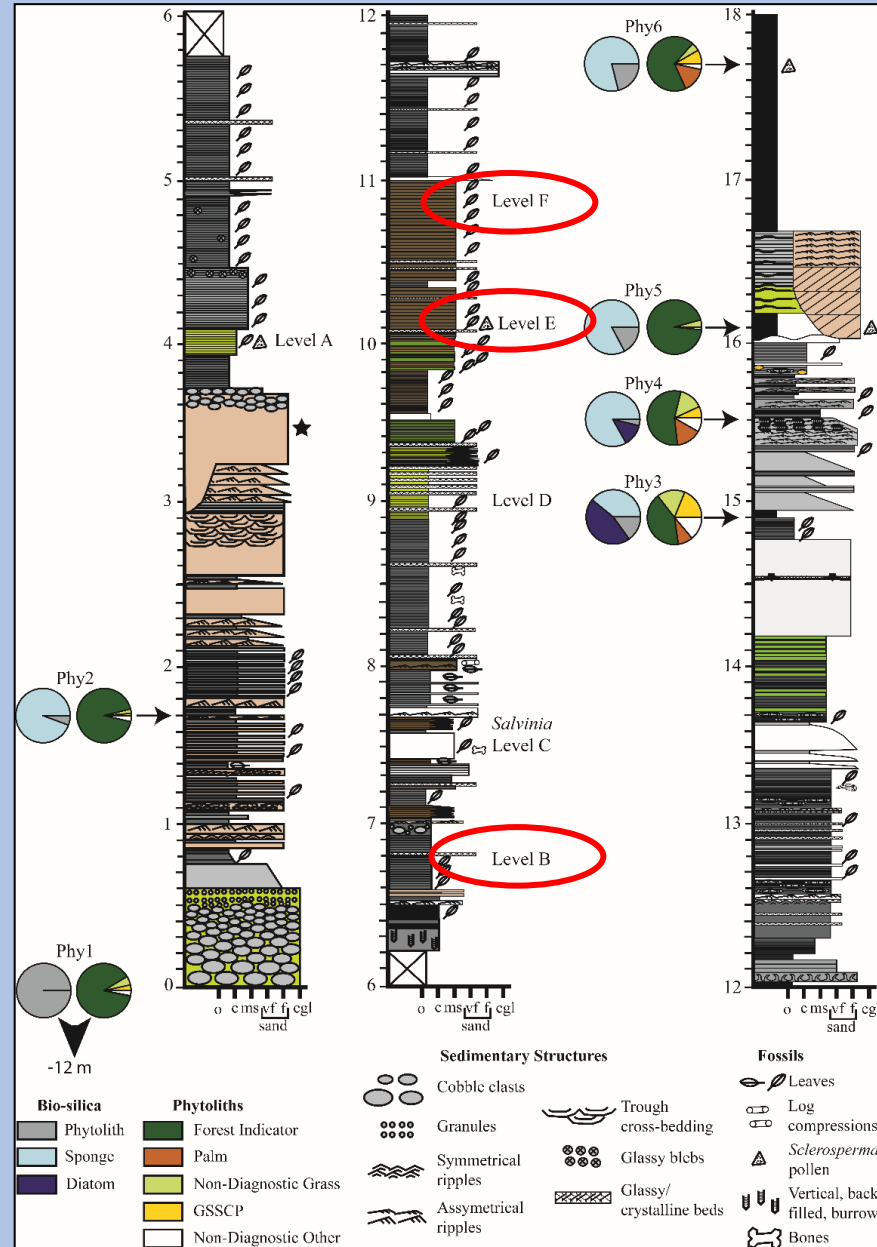 6
5
4
3
2
1
0
Level A
Phy2
Phy1
-12 m
o c ms vf f cgl
sand
12
11
10
9
8
7
6
Level F
Level E
Level D
Salvinia
Level C
Level B
o c ms vf f cgl
sand
18
17
16
15
14
13
12
Phy6
Phy5
Phy4
Phy3
o c ms vf f cgl
sand
Bio-silica
Phytolith
Sponge
Diatom
Phytoliths
Forest Indicator
Palm
Non-Diagnostic Grass
GSSCP
Non-Diagnostic Other
Sedimentary Structures
Cobble clasts
Granules
Symmetrical
ripples
Assymetrical
ripples
Trough
cross-bedding
Glassy blebs
Glassy/
crystalline beds
Fossils
Leaves
Log
compressions
Sclerosperma
pollen
Vertical, back
filled, burrow
Bones